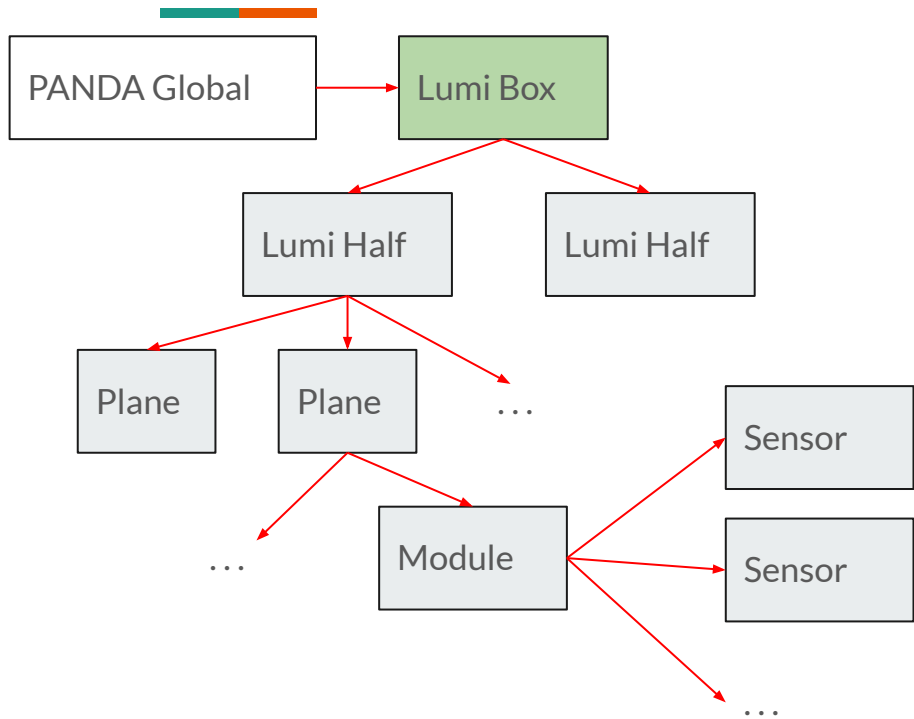 PANDA Global
Lumi Box
Lumi Half
Lumi Half
Plane
Plane
...
Sensor
...
Module
Sensor
...